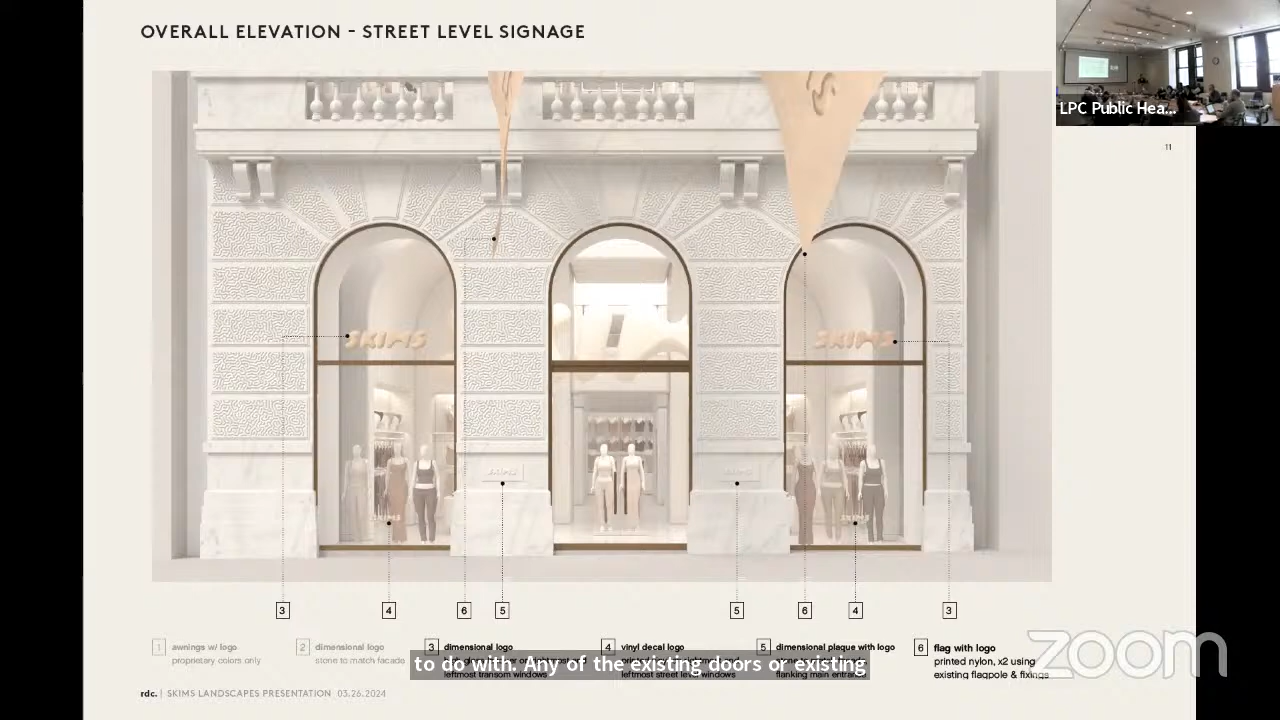 OVERALL ELEVATION - STREET LEVEL SIGNAGE
LPC Public Hea...
11
SKIMS
SKIMS
SKIMS
SKIMS
SKIMS
SKIMS
3
4
6
5
5
6
4
3
1 awnings w/ logo
proprietary colors only
2 dimensional logo
stone to match facade
3 dimensional logo
leftmost transom windows
4 vinyl decal logo
leftmost street level windows
5 dimensional plaque with logo
flanking main entrance
6 flag with logo
printed nylon, x2 using
existing flagpole & fixings
to do with. Any of the existing doors or existing
zoom
rdc. | SKIMS LANDSCAPES PRESENTATION 03.26.2024